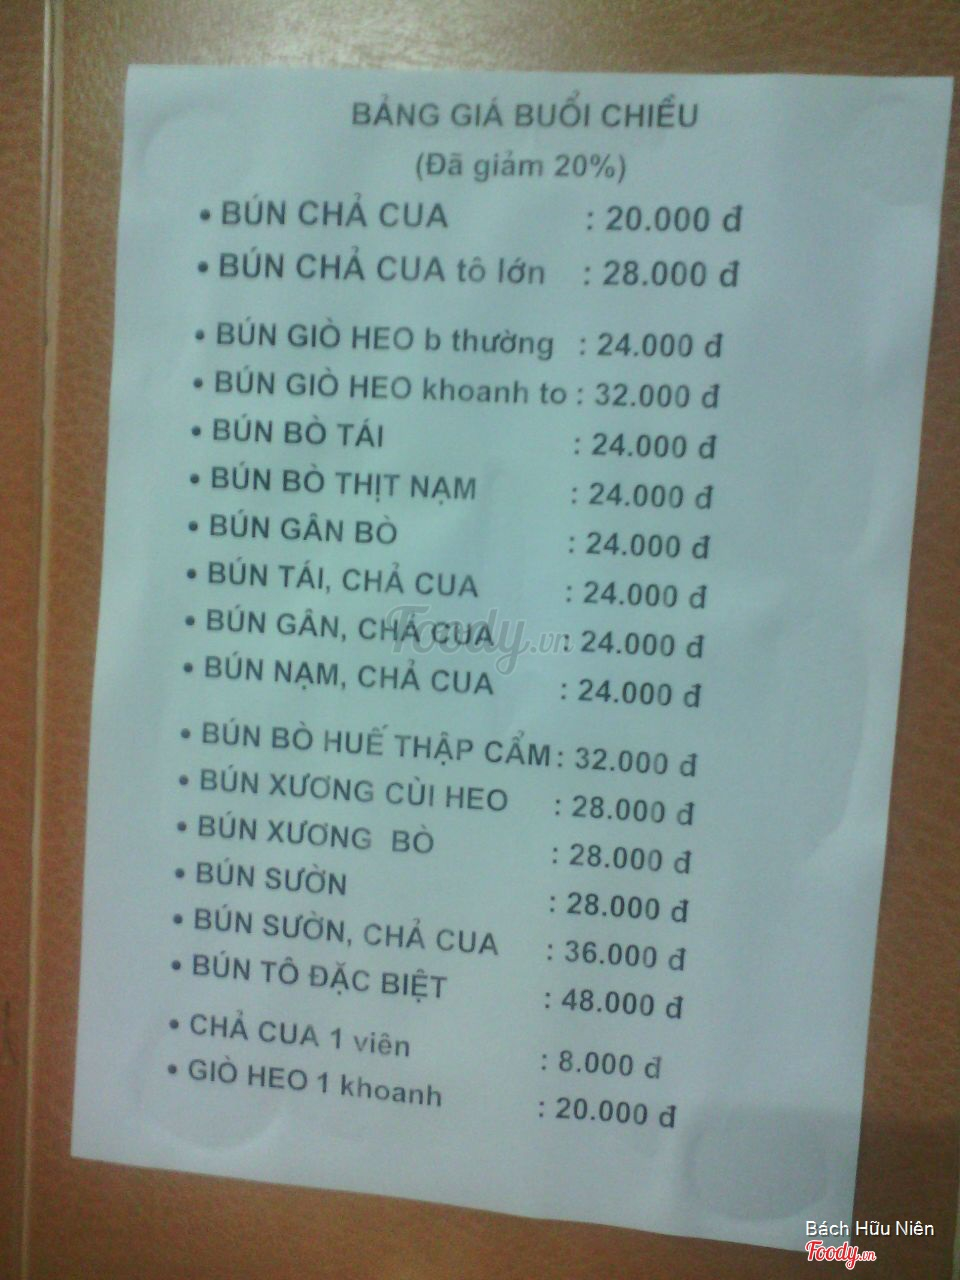 BẢNG GIÁ BUỔI CHIỀU
(Đã giảm 20%)
• BÚN CHẢ CUA : 20.000 đ
• BÚN CHẢ CUA tô lớn : 28.000 đ
• BÚN GIÒ HEO b thường : 24.000 đ
• BÚN GIÒ HEO khoanh to : 32.000 đ
• BÚN BÒ TÁI : 24.000 đ
• BÚN BÒ THỊT NẠM : 24.000 đ
• BÚN GÂN BÒ : 24.000 đ
• BÚN TÁI, CHẢ CUA : 24.000 đ
• BÚN GÂN, CHẢ CUA : 24.000 đ
• BÚN NẠM, CHẢ CUA : 24.000 đ
• BÚN BÒ HUẾ THẬP CẨM : 32.000 đ
• BÚN XƯƠNG CÙI HEO : 28.000 đ
• BÚN XƯƠNG BÒ : 28.000 đ
• BÚN SƯỜN : 28.000 đ
• BÚN SƯỜN, CHẢ CUA : 36.000 đ
• BÚN TÔ ĐẶC BIỆT : 48.000 đ
• CHẢ CUA 1 viên : 8.000 đ
• GIÒ HEO 1 khoanh : 20.000 đ
Foody.vn
Bách Hữu Niên
Foody.vn